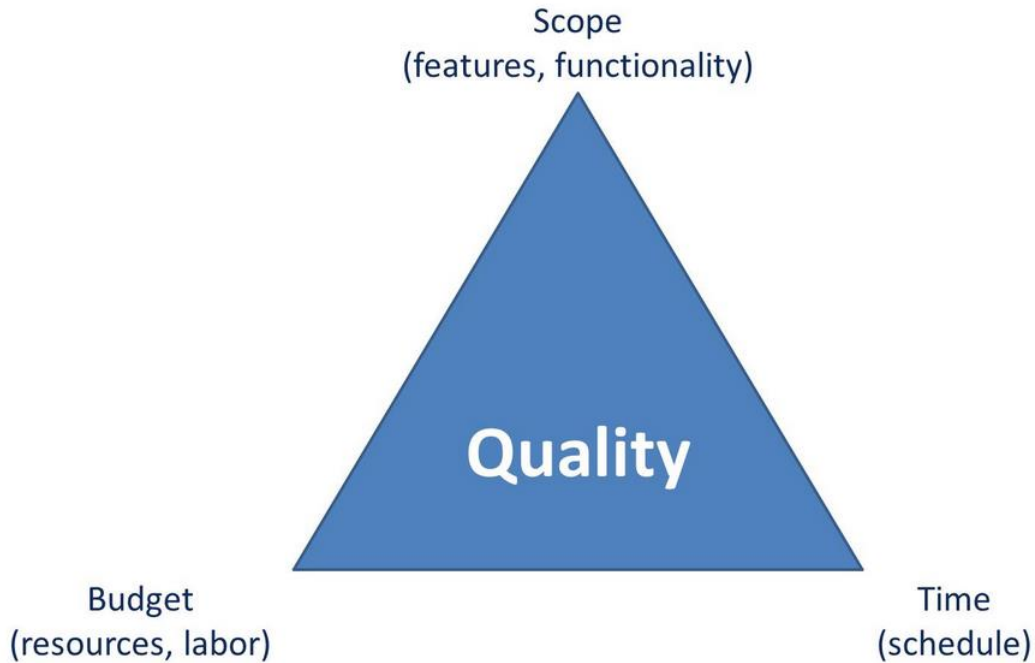 Scope
(features, functionality)
Quality
Budget
(resources, labor)
Time
(schedule)